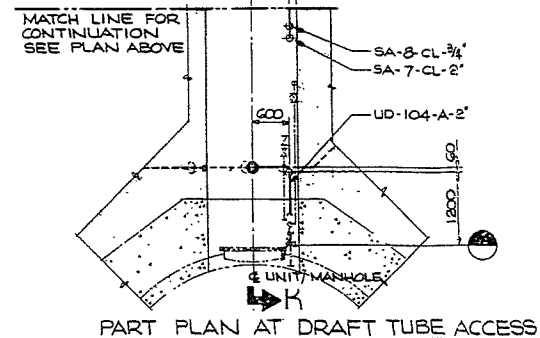 MATCH LINE FOR
CONTINUATION
SEE PLAN ABOVE
SA-8-CL-3/4"
SA-7-CL-2"
600
UD-104-A-2"
60
1200
℄ UNIT/MANHOLE
K
PART PLAN AT DRAFT TUBE ACCESS